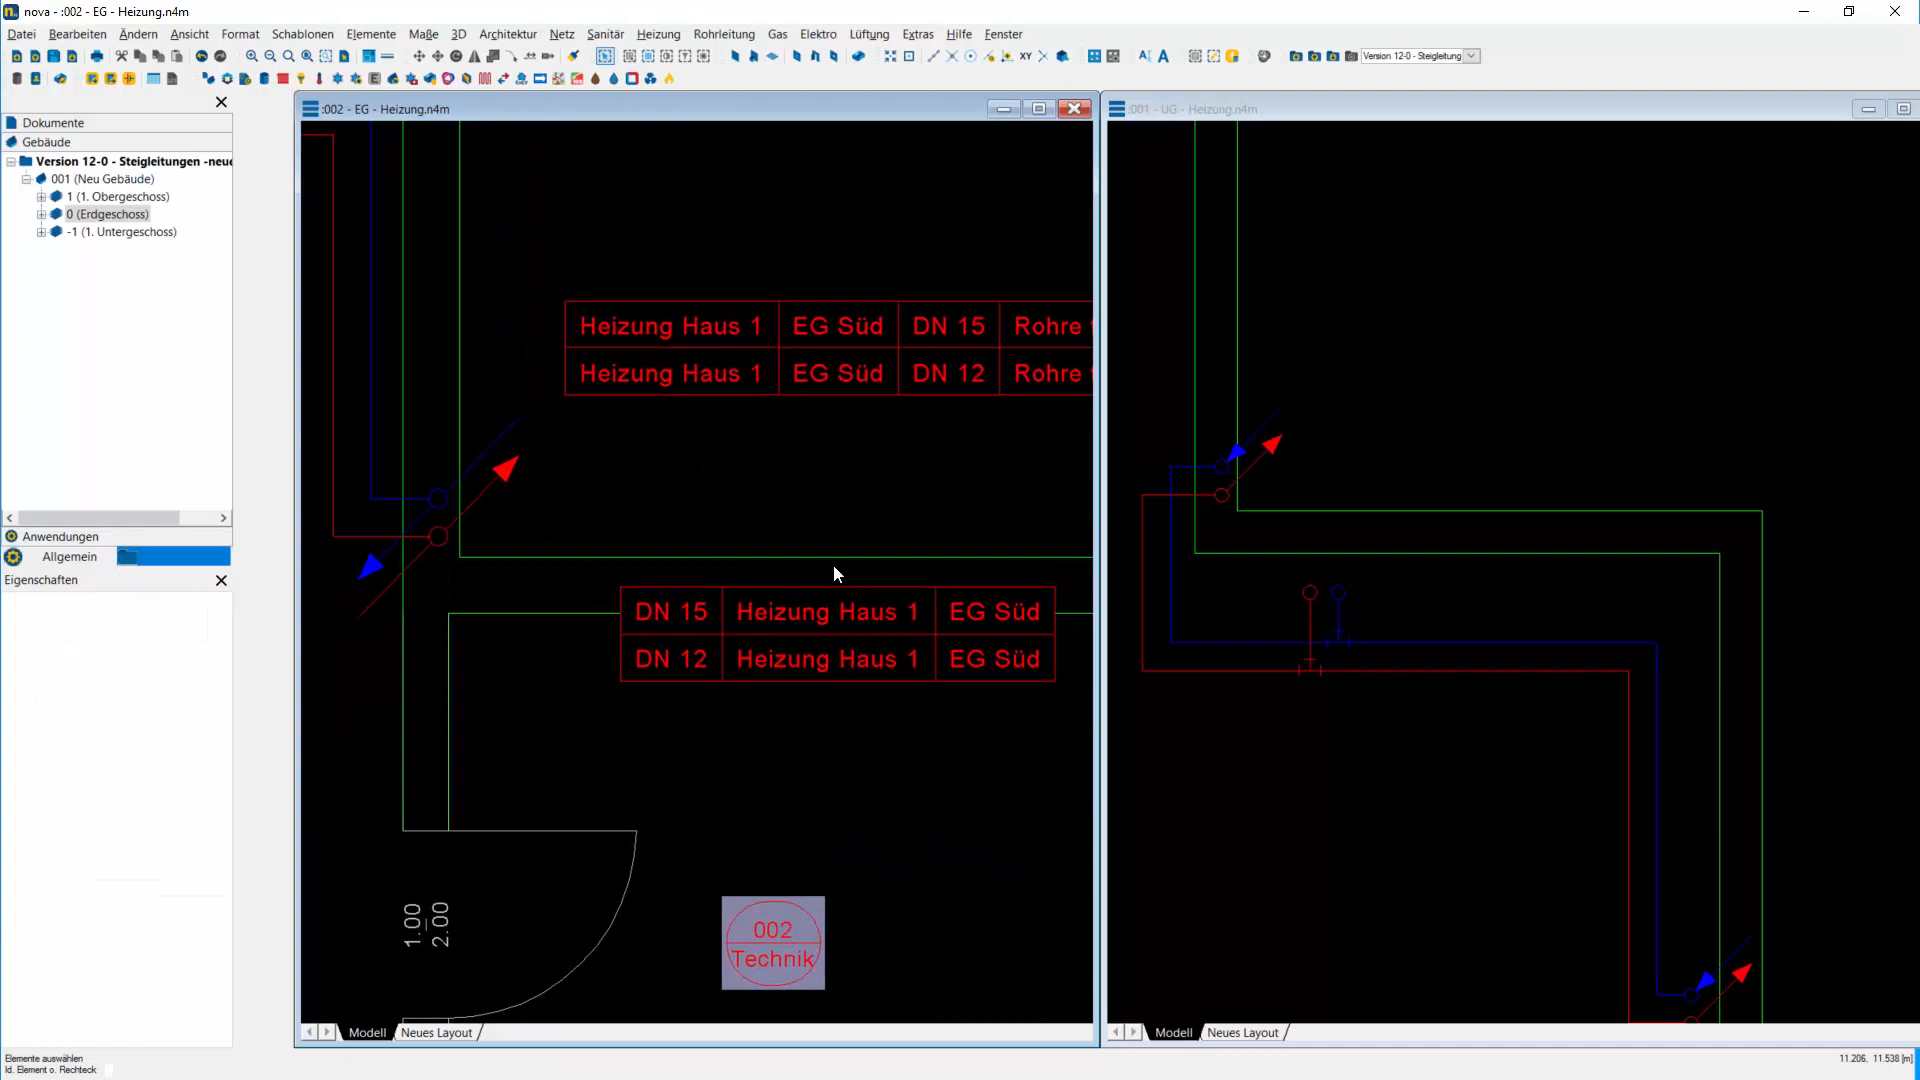 nova - :002 - EG - Heizung.n4m
Datei Bearbeiten Ändern Ansicht Format Schablonen Elemente Maße 3D Architektur Netz Sanitär Heizung Rohrleitung Gas Elektro Lüftung Extras Hilfe Fenster
XY
Version 12-0 - Steigleitung
:002 - EG - Heizung.n4m
:001 - UG - Heizung.n4m
Dokumente
Gebäude
Version 12-0 - Steigleitungen -neue
001 (Neu Gebäude)
1 (1. Obergeschoss)
0 (Erdgeschoss)
-1 (1. Untergeschoss)
Anwendungen
Allgemein
Eigenschaften
Heizung Haus 1 EG Süd DN 15 Rohre
Heizung Haus 1 EG Süd DN 12 Rohre
DN 15 Heizung Haus 1 EG Süd
DN 12 Heizung Haus 1 EG Süd
1.00
2.00
002
Technik
Modell Neues Layout
Modell Neues Layout
Elemente auswählen
Id. Element o. Rechteck
11.206, 11.538 [m]